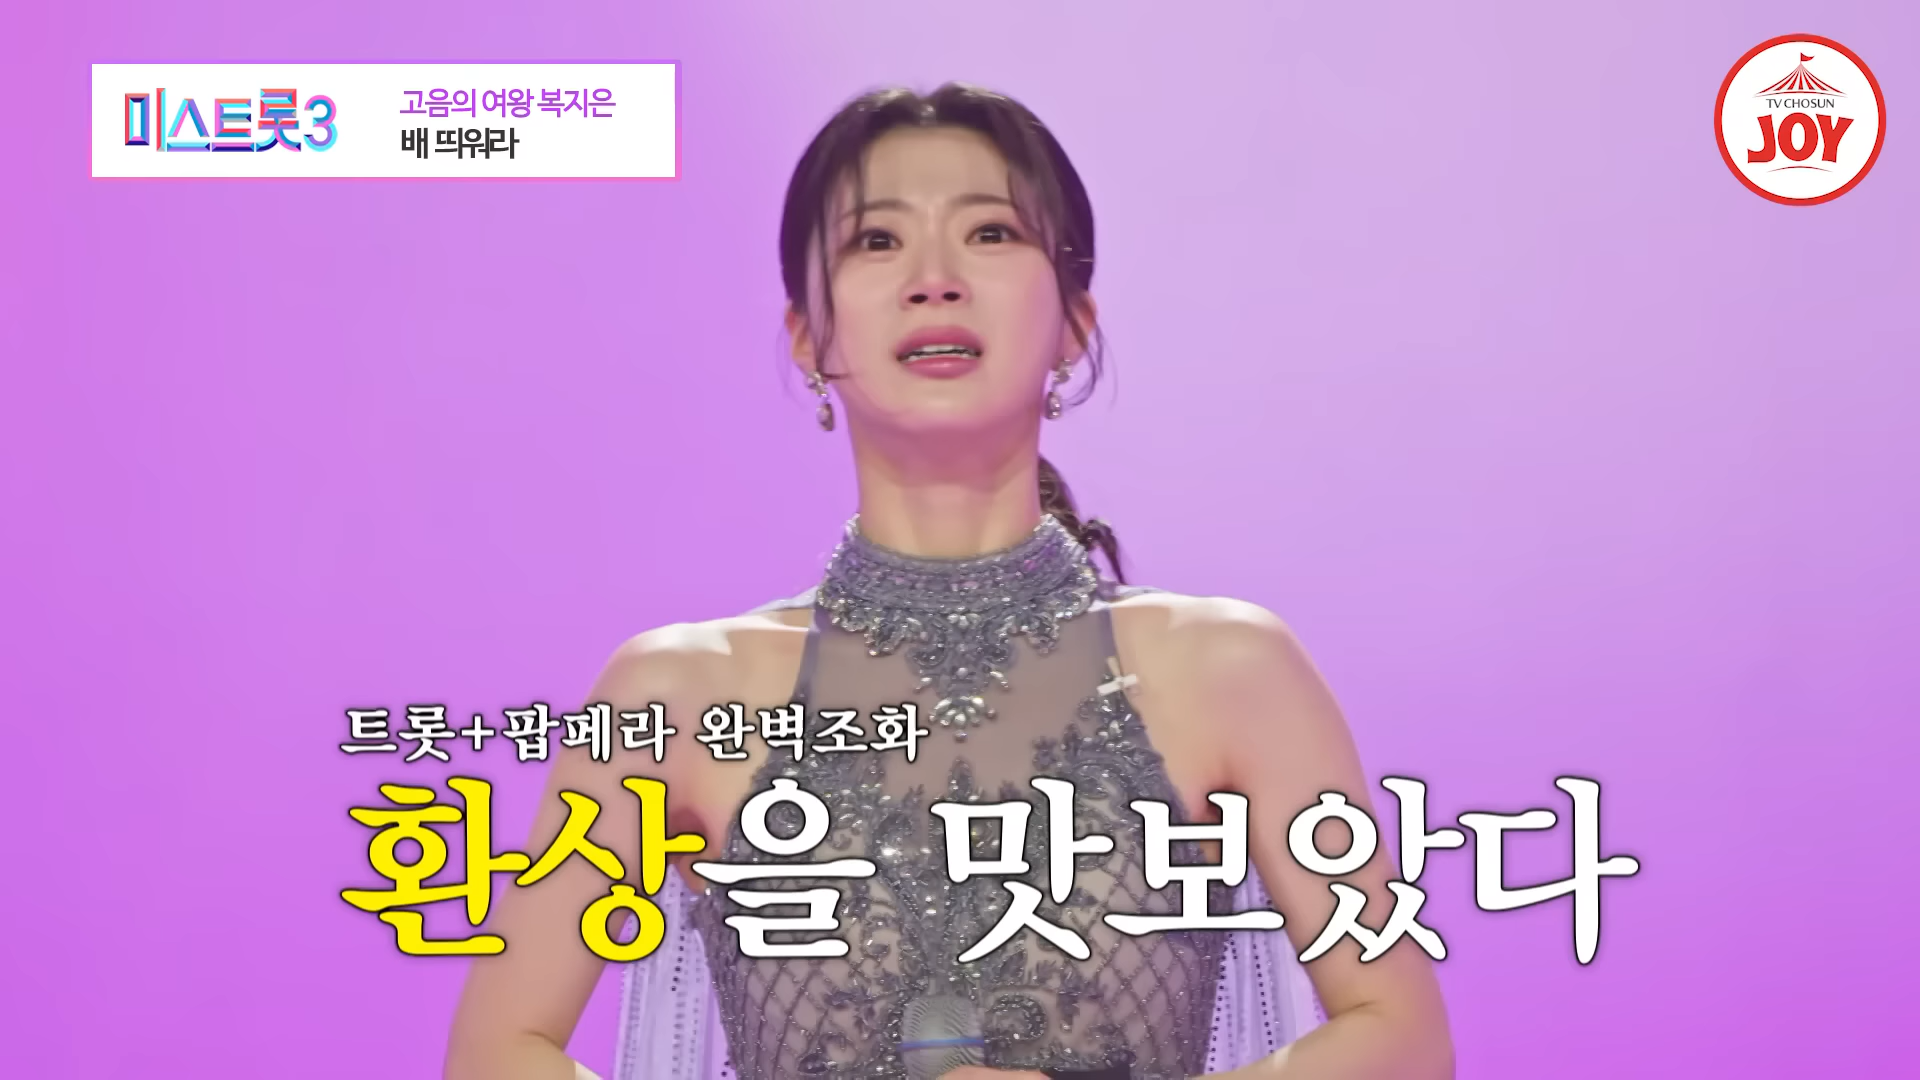 미스트롯3
고음의 여왕 복지은
배 띄워라
TV CHOSUN
JOY
트롯+팝페라 완벽조화
환상을 맛보았다